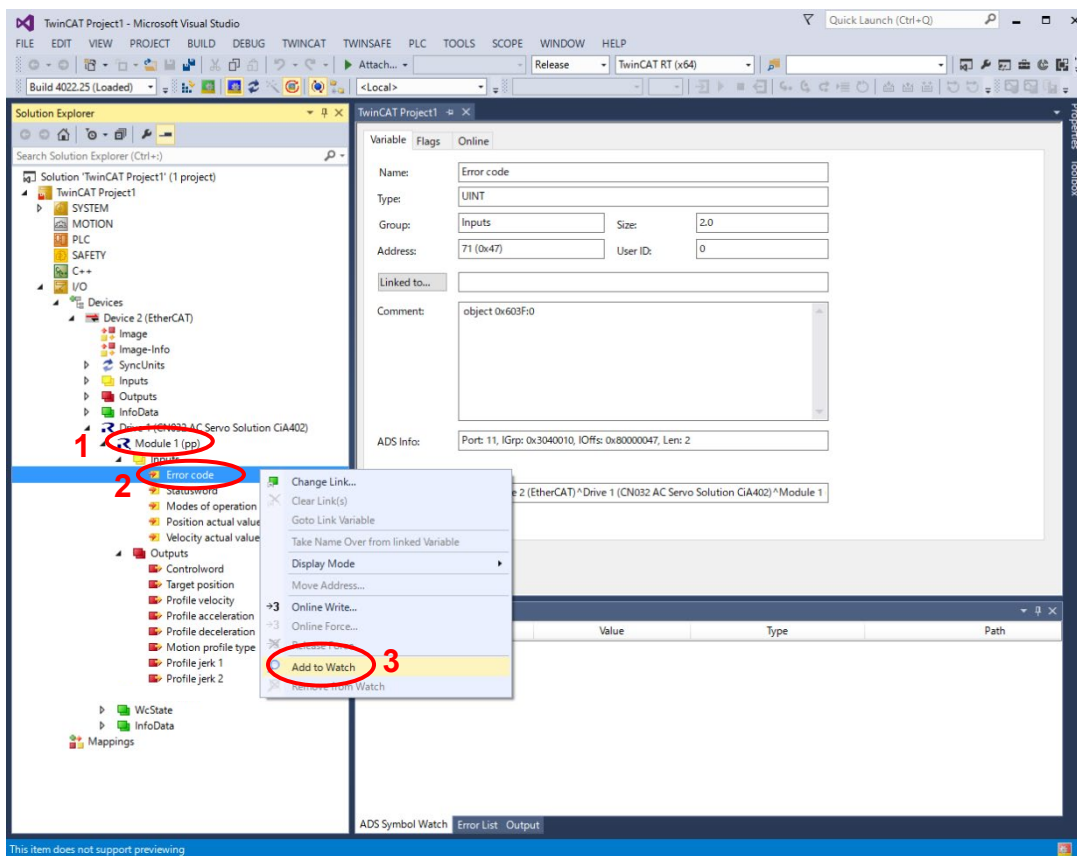 TwinCAT Project1 - Microsoft Visual Studio
Quick Launch (Ctrl+Q)
FILE EDIT VIEW PROJECT BUILD DEBUG TWINCAT TWINSAFE PLC TOOLS SCOPE WINDOW HELP
Attach... Release TwinCAT RT (x64)
Build 4022.25 (Loaded) <Local>
Solution Explorer
Search Solution Explorer (Ctrl+;)
Solution 'TwinCAT Project1' (1 project)
TwinCAT Project1
SYSTEM
MOTION
PLC
SAFETY
C++
I/O
Devices
Device 2 (EtherCAT)
Image
Image-Info
SyncUnits
Inputs
Outputs
InfoData
Drive 1 (CN032 AC Servo Solution CiA402)
1 Module 1 (pp)
Inputs
2 Error code
Statusword
Modes of operation
Position actual value
Velocity actual value
Outputs
Controlword
Target position
Profile velocity
Profile acceleration
Profile deceleration
Motion profile type
Profile jerk 1
Profile jerk 2
WcState
InfoData
Mappings
Change Link...
Clear Link(s)
Goto Link Variable
Take Name Over from linked Variable
Display Mode
Move Address...
→3 Online Write...
→3 Online Force...
Release Force
Add to Watch 3
Remove from Watch
TwinCAT Project1
Variable Flags Online
Name: Error code
Type: UINT
Group: Inputs Size: 2.0
Address: 71 (0x47) User ID: 0
Linked to...
Comment: object 0x603F:0
ADS Info: Port: 11, IGrp: 0x3040010, IOffs: 0x80000047, Len: 2
e 2 (EtherCAT)^Drive 1 (CN032 AC Servo Solution CiA402)^Module 1
Value Type Path
ADS Symbol Watch Error List Output
Properties
Toolbox
This item does not support previewing